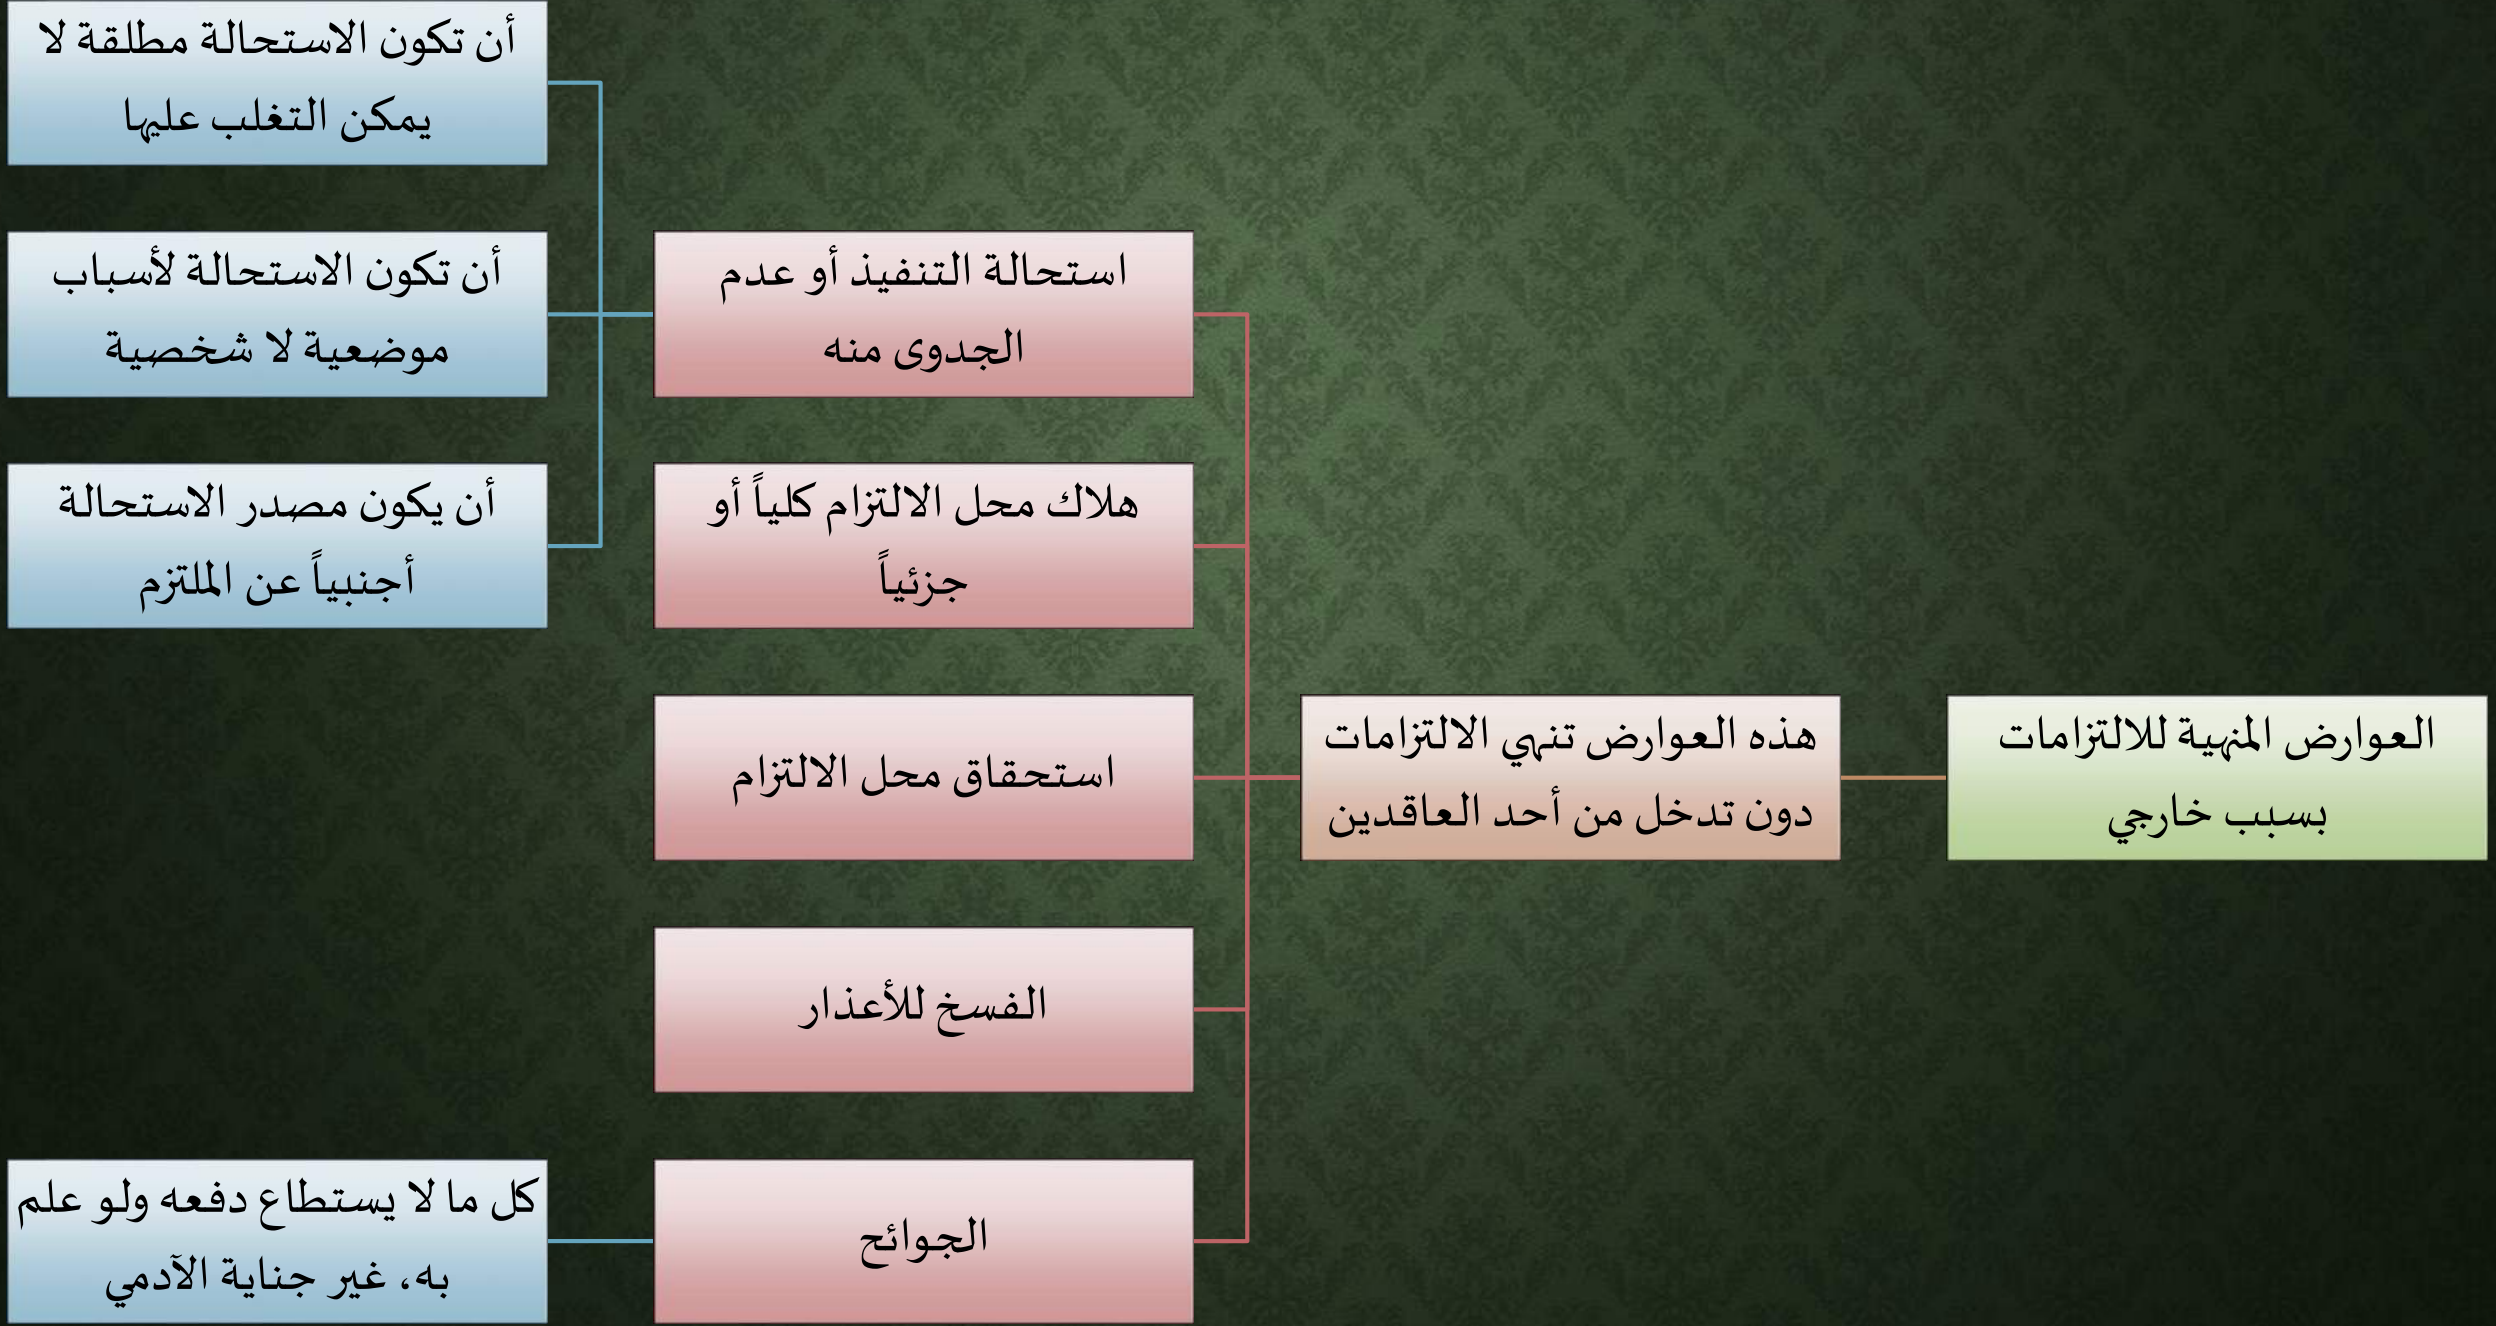 العوارض المنهية للالتزامات
بسبب خارجي
هذه العوارض تنهي الالتزامات
دون تدخل من أحد العاقدين
استحالة التنفيذ أو عدم
الجدوى منه
أن تكون الاستحالة مطلقة لا
يمكن التغلب عليها
أن تكون الاستحالة لأسباب
موضعية لا شخصية
أن يكون مصدر الاستحالة
أجنبياً عن الملتزم
هلاك محل الالتزام كلياً أو
جزئياً
استحقاق محل الالتزام
الفسخ للأعذار
الجوائح
كل ما لا يستطاع دفعه ولو علم
به، غير جناية الآدمي